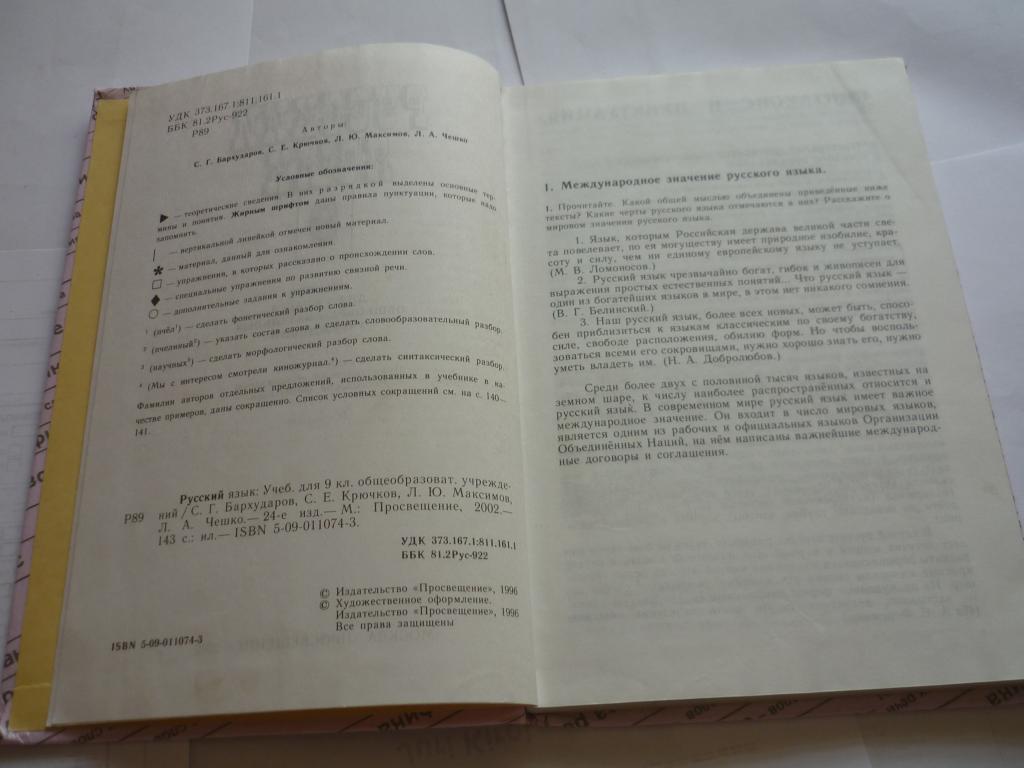 УДК 373.167.1:811.161.1
ББК 81.2Рус-922
Р89
Авторы:
С. Г. Бархударов, С. Е. Крючков, Л. Ю. Максимов, Л. А. Чешко
Условные обозначения:
▶ — теоретические сведения. В них разрядкой выделены основные тер-
мины и понятия. Жирным шрифтом даны правила пунктуации, которые надо
запомнить.
| — вертикальной линейкой отмечен новый материал.
* — материал, данный для ознакомления.
□ — упражнения, в которых рассказано о происхождении слов.
♦ — специальные упражнения по развитию связной речи.
○ — дополнительные задания к упражнениям.
1 (пчёл1) — сделать фонетический разбор слова.
2 (пчелиный2) — указать состав слова и сделать словообразовательный разбор.
3 (научных3) — сделать морфологический разбор слова.
4 (Мы с интересом смотрели киножурнал.4) — сделать синтаксический разбор.
Фамилии авторов отдельных предложений, использованных в учебнике в ка-
честве примеров, даны сокращенно. Список условных сокращений см. на с. 140—
141.
Русский язык: Учеб. для 9 кл. общеобразоват. учрежде-
Р89 ний / С. Г. Бархударов, С. Е. Крючков, Л. Ю. Максимов,
Л. А. Чешко.— 24-е изд.— М.: Просвещение, 2002.—
143 с.: ил.— ISBN 5-09-011074-3.
УДК 373.167.1:811.161.1
ББК 81.2Рус-922
© Издательство «Просвещение», 1996
© Художественное оформление.
Издательство «Просвещение», 1996
Все права защищены
ISBN 5-09-011074-3
1. Международное значение русского языка.
1. Прочитайте. Какой общей мыслью объединены приведённые ниже
тексты? Какие черты русского языка отмечаются в них? Расскажите о
мировом значении русского языка.
1. Язык, которым Российская держава великой части све-
та повелевает, по ея могуществу имеет природное изобилие, кра-
соту и силу, чем ни единому европейскому языку не уступает.
(М. В. Ломоносов.)
2. Русский язык чрезвычайно богат, гибок и живописен для
выражения простых естественных понятий... Что русский язык —
один из богатейших языков в мире, в этом нет никакого сомнения.
(В. Г. Белинский.)
3. Наш русский язык, более всех новых, может быть, спосо-
бен приблизиться к языкам классическим по своему богатству,
силе, свободе расположения, обилию форм. Но чтобы восполь-
зоваться всеми его сокровищами, нужно хорошо знать его, нужно
уметь владеть им. (Н. А. Добролюбов.)
Среди более двух с половиной тысяч языков, известных на
земном шаре, к числу наиболее распространённых относится и
русский язык. В современном мире русский язык имеет важное
международное значение. Он входит в число мировых языков,
является одним из рабочих и официальных языков Организации
Объединённых Наций, на нём написаны важнейшие международ-
ные договоры и соглашения.